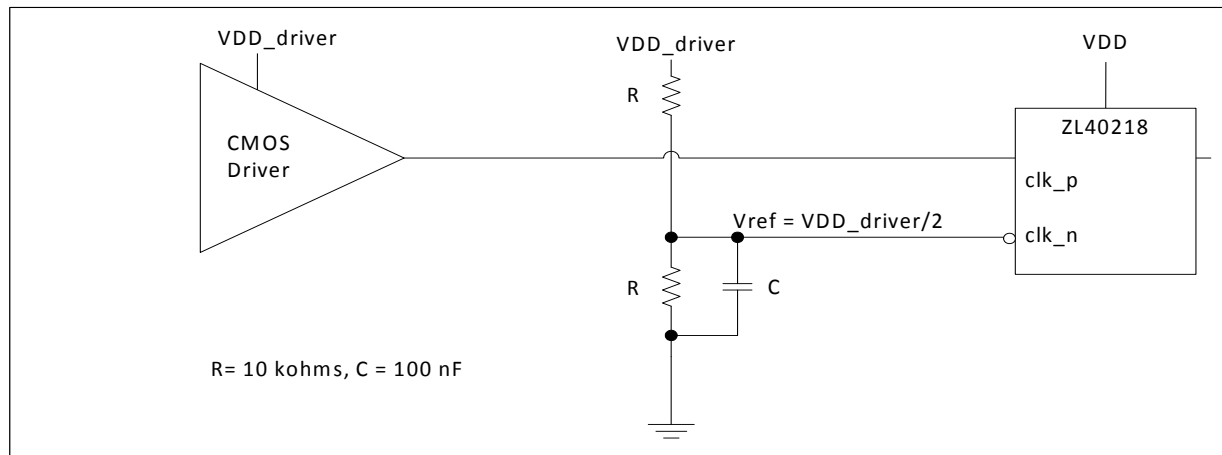 VDD_driver
VDD_driver
VDD
R
CMOS
Driver
ZL40218
clk_p
Vref = VDD_driver/2
clk_n
R
C
R= 10 kohms, C = 100 nF